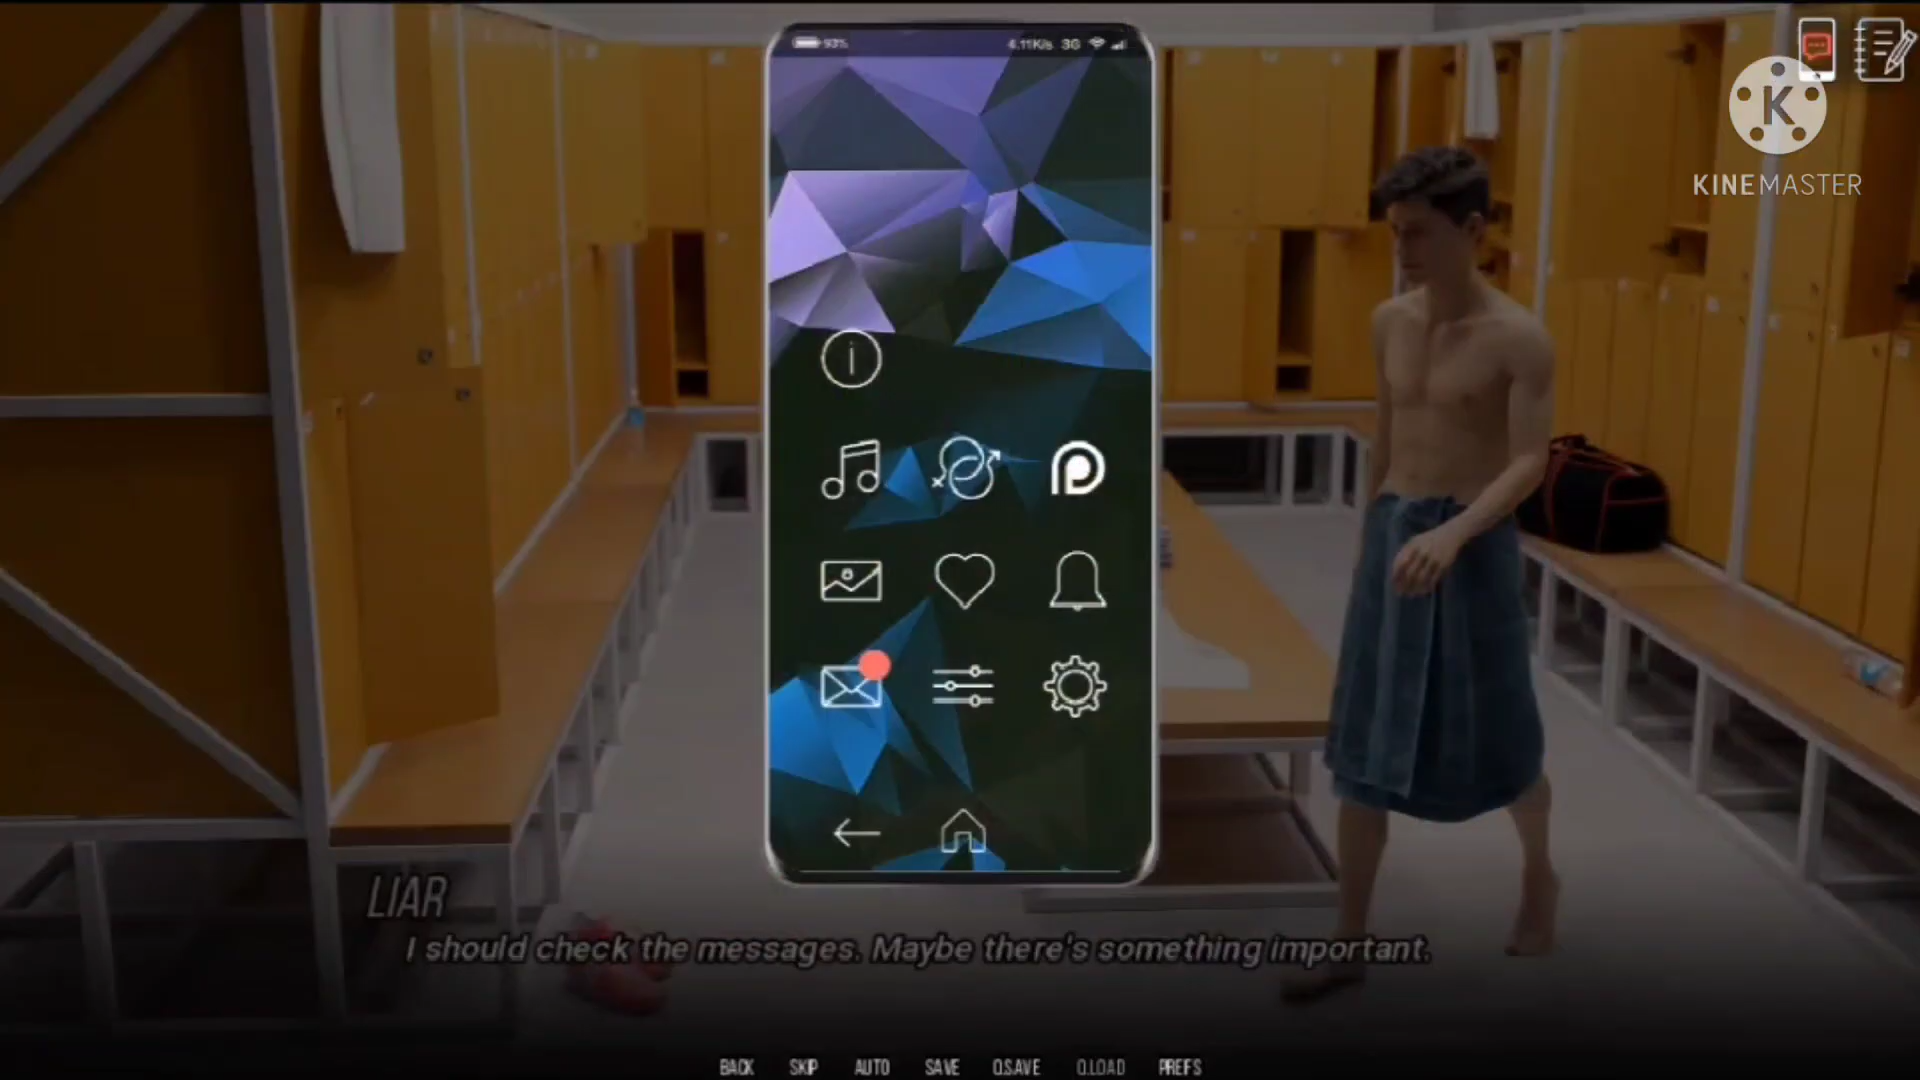 93% 4.11K/s 3G
KINEMASTER
LIAR
I should check the messages. Maybe there's something important.
BACK SKIP AUTO SAVE Q.SAVE Q.LOAD PREFS